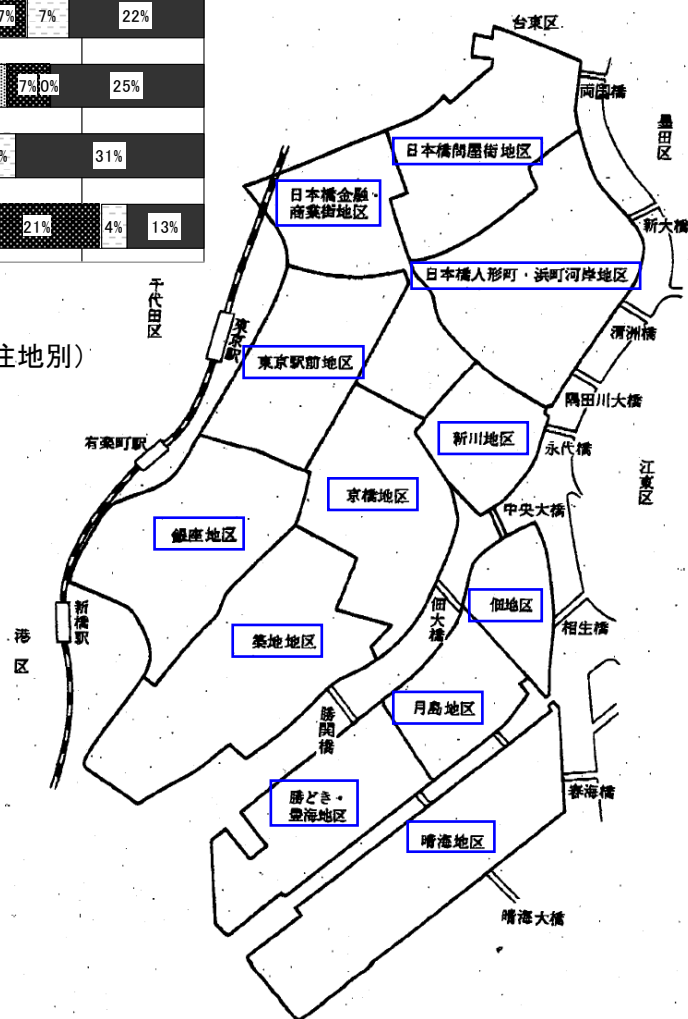 7%
7%
22%
7%
0%
25%
%
31%
21%
4%
13%
住地別）
台東区
両国橋
墨田区
日本橋問屋街地区
日本橋金融・
商業街地区
新大橋
日本橋人形町・浜町河岸地区
千代田区
清洲橋
東京駅
東京駅前地区
隅田川大橋
新川地区
永代橋
有楽町駅
江東区
京橋地区
中央大橋
銀座地区
佃地区
佃大橋
新橋駅
相生橋
築地地区
港区
月島地区
勝鬨橋
春海橋
勝どき・
豊海地区
晴海地区
晴海大橋